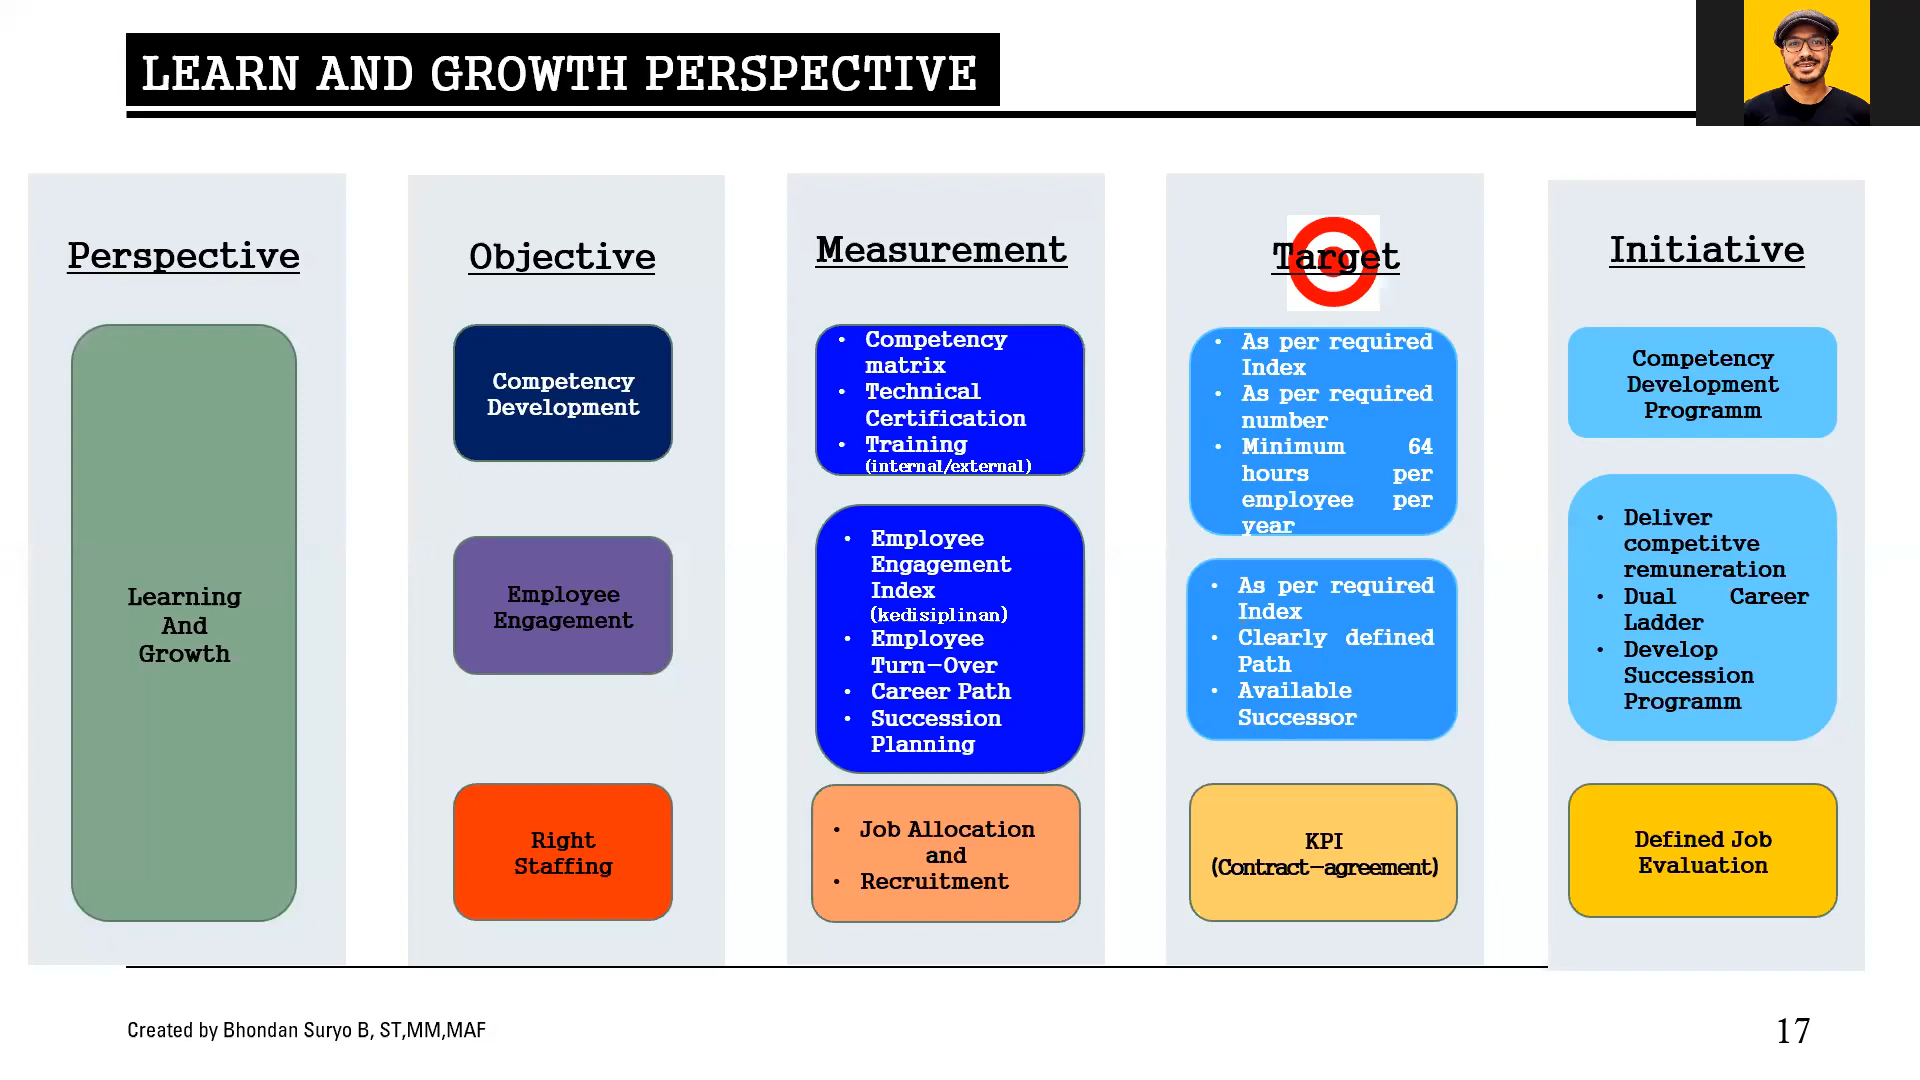 LEARN AND GROWTH PERSPECTIVE
Perspective
Learning
And
Growth
Objective
Competency
Development
Employee
Engagement
Right
Staffing
Measurement
• Competency
matrix
• Technical
Certification
• Training
(internal/external)
• Employee
Engagement
Index
(kedisiplinan)
• Employee
Turn-Over
• Career Path
• Succession
Planning
• Job Allocation
and
• Recruitment
Target
• As per required
Index
• As per required
number
• Minimum 64
hours per
employee per
year
• As per required
Index
• Clearly defined
Path
• Available
Successor
KPI
(Contract-agreement)
Initiative
Competency
Development
Programm
• Deliver
competitve
remuneration
• Dual Career
Ladder
• Develop
Succession
Programm
Defined Job
Evaluation
Created by Bhondan Suryo B, ST,MM,MAF
17